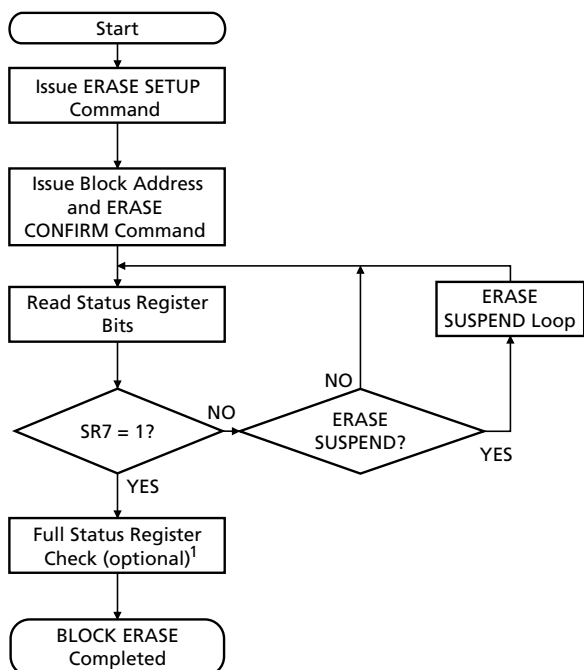 Start
Issue ERASE SETUP
Command
Issue Block Address
and ERASE
CONFIRM Command
Read Status Register
Bits
ERASE
SUSPEND Loop
NO
SR7 = 1?
NO
ERASE
SUSPEND?
YES
YES
Full Status Register
Check (optional)1
BLOCK ERASE
Completed